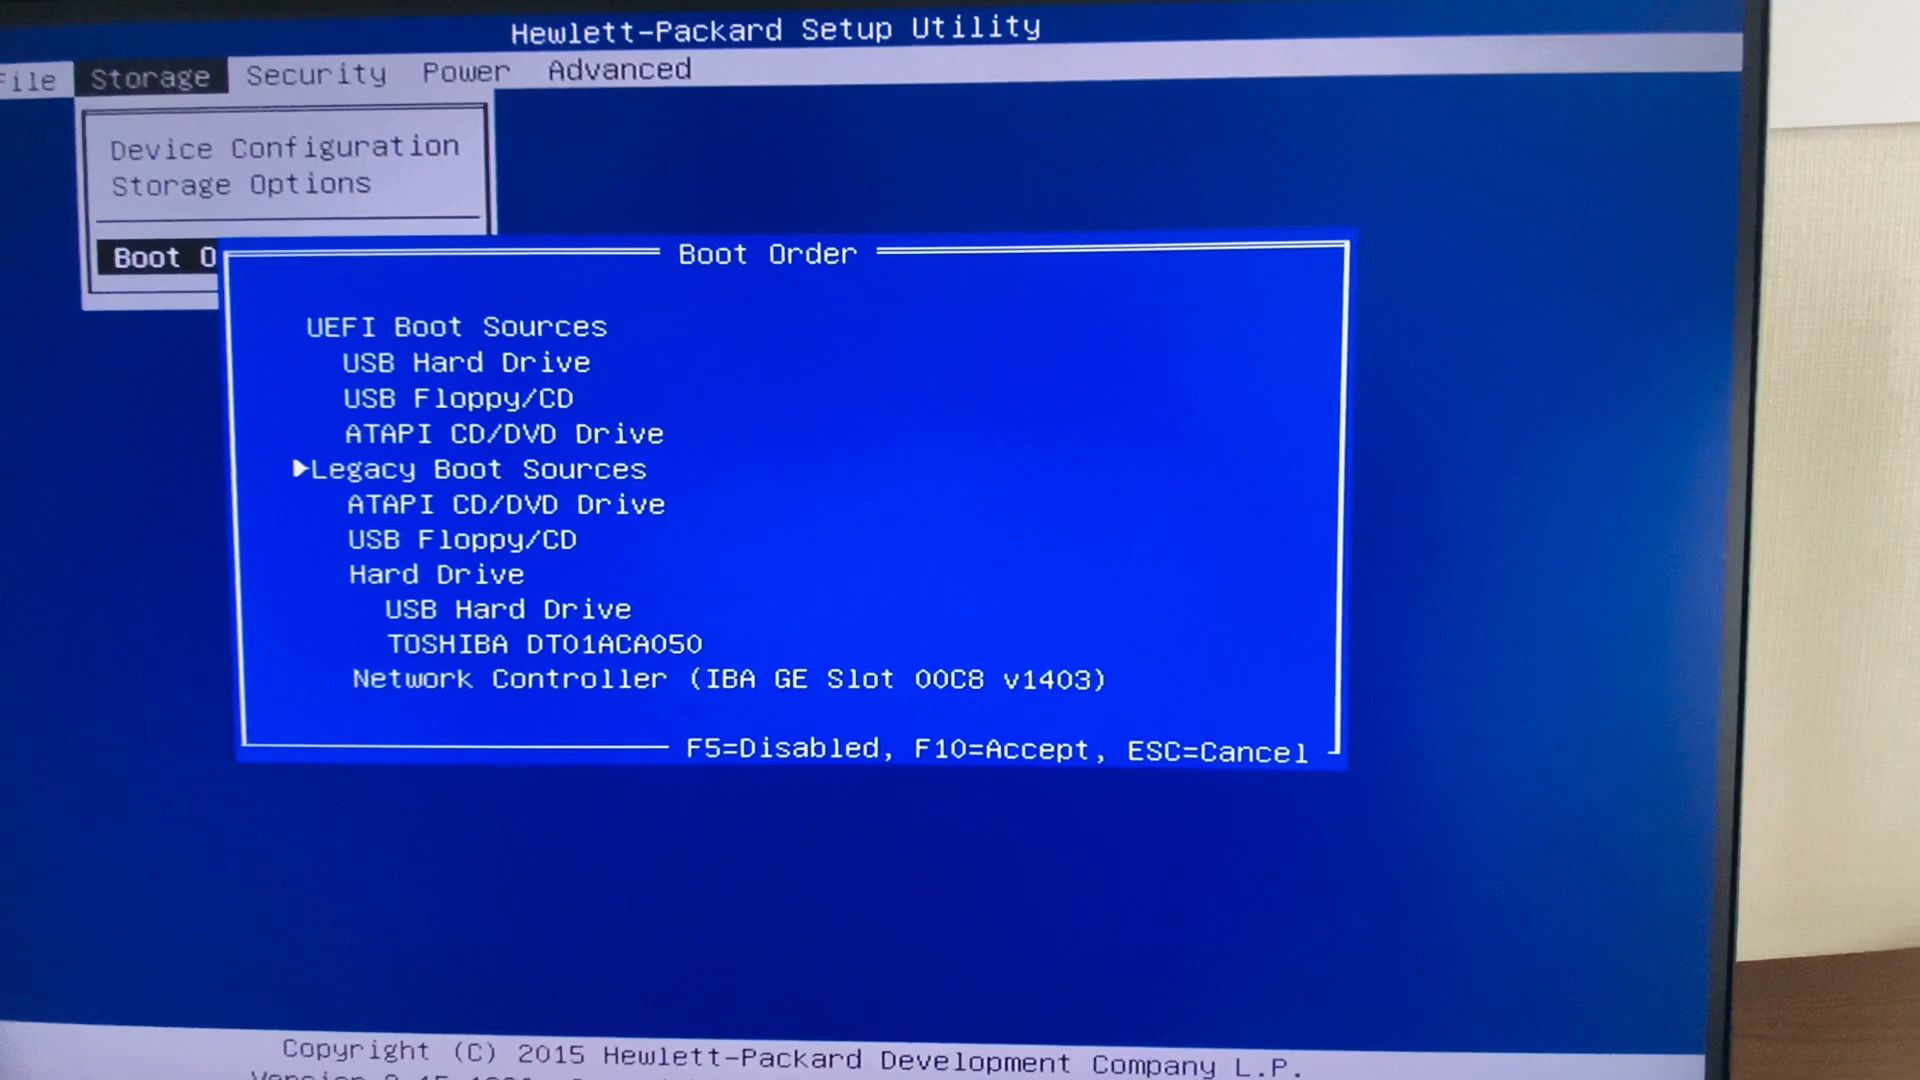 Hewlett-Packard Setup Utility
File Storage Security Power Advanced
Device Configuration
Storage Options
Boot O
Boot Order
UEFI Boot Sources
USB Hard Drive
USB Floppy/CD
ATAPI CD/DVD Drive
▶Legacy Boot Sources
ATAPI CD/DVD Drive
USB Floppy/CD
Hard Drive
USB Hard Drive
TOSHIBA DT01ACA050
Network Controller (IBA GE Slot 00C8 v1403)
F5=Disabled, F10=Accept, ESC=Cancel
Copyright (C) 2015 Hewlett-Packard Development Company L.P.